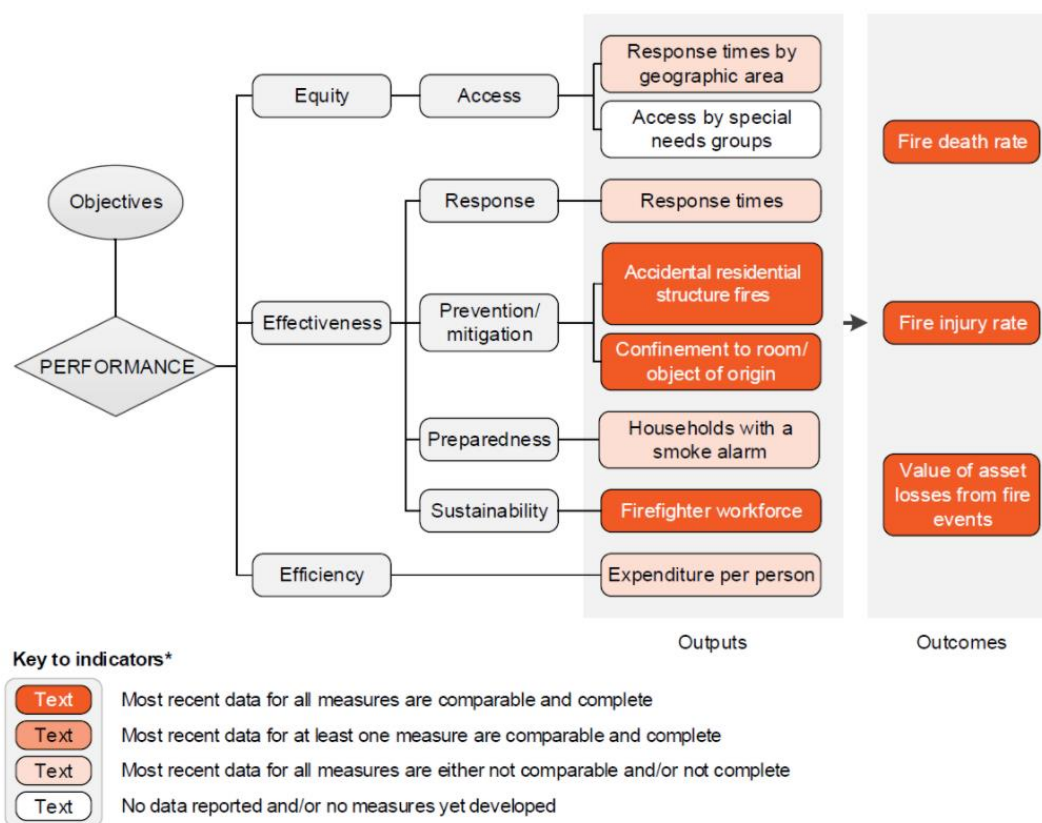 Objectives
PERFORMANCE
Equity
Access
Response times by
geographic area
Access by special
needs groups
Effectiveness
Response
Response times
Prevention/
mitigation
Accidental residential
structure fires
Confinement to room/
object of origin
Preparedness
Households with a
smoke alarm
Sustainability
Firefighter workforce
Efficiency
Expenditure per person
Outputs
Fire death rate
Fire injury rate
Value of asset
losses from fire
events
Outcomes
Key to indicators*
Text Most recent data for all measures are comparable and complete
Text Most recent data for at least one measure are comparable and complete
Text Most recent data for all measures are either not comparable and/or not complete
Text No data reported and/or no measures yet developed